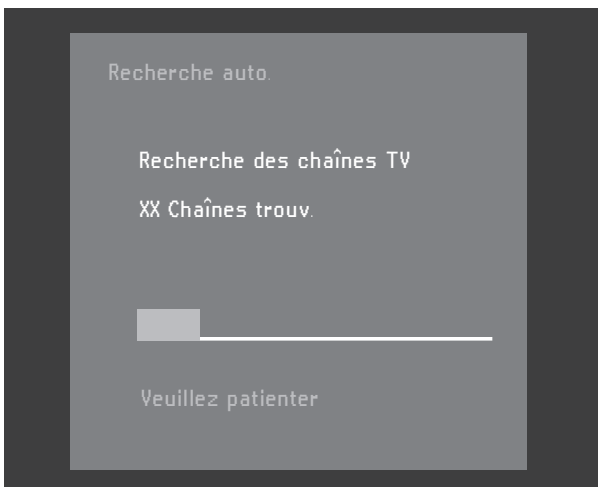 Recherche auto.
Recherche des chaînes TV
XX Chaînes trouv.
Veuillez patienter